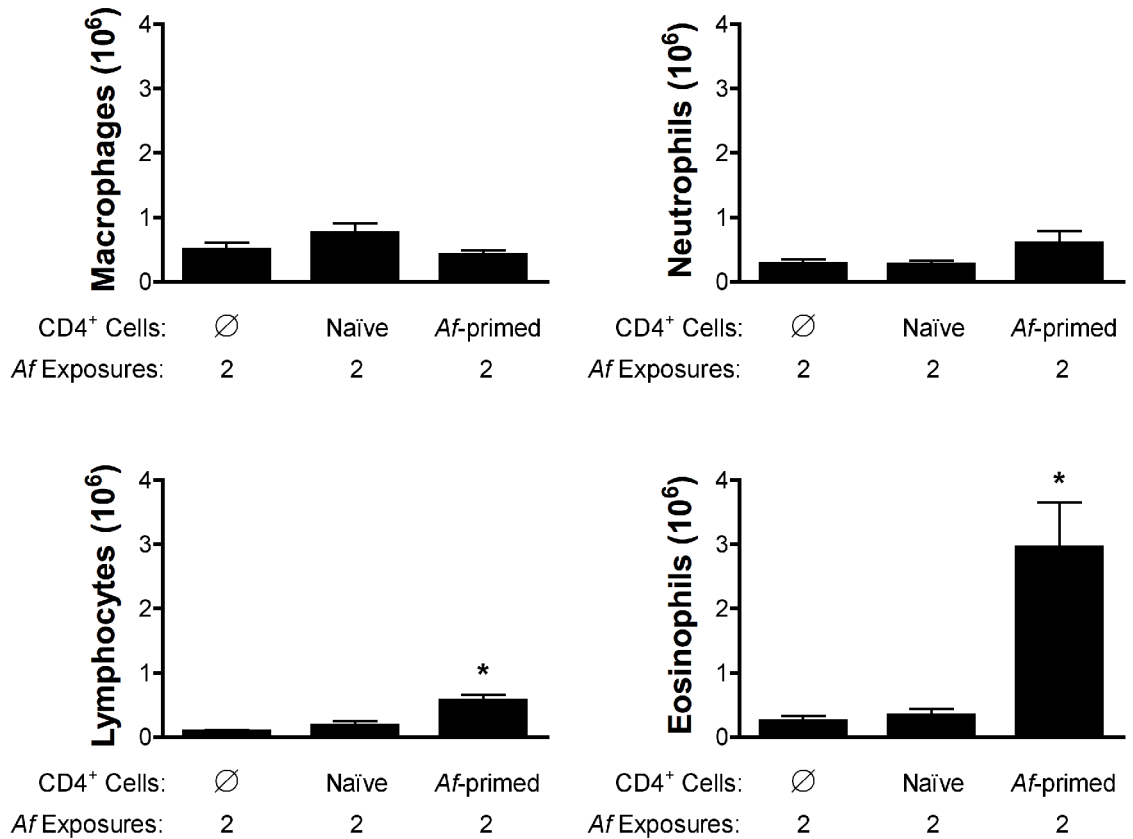 Macrophages (10⁶)
4
3
2
1
0
CD4⁺ Cells: ∅ Naïve Af-primed
Af Exposures: 2 2 2
Neutrophils (10⁶)
4
3
2
1
0
CD4⁺ Cells: ∅ Naïve Af-primed
Af Exposures: 2 2 2
Lymphocytes (10⁶)
4
3
2
1
0
*
CD4⁺ Cells: ∅ Naïve Af-primed
Af Exposures: 2 2 2
Eosinophils (10⁶)
4
3
2
1
0
*
CD4⁺ Cells: ∅ Naïve Af-primed
Af Exposures: 2 2 2